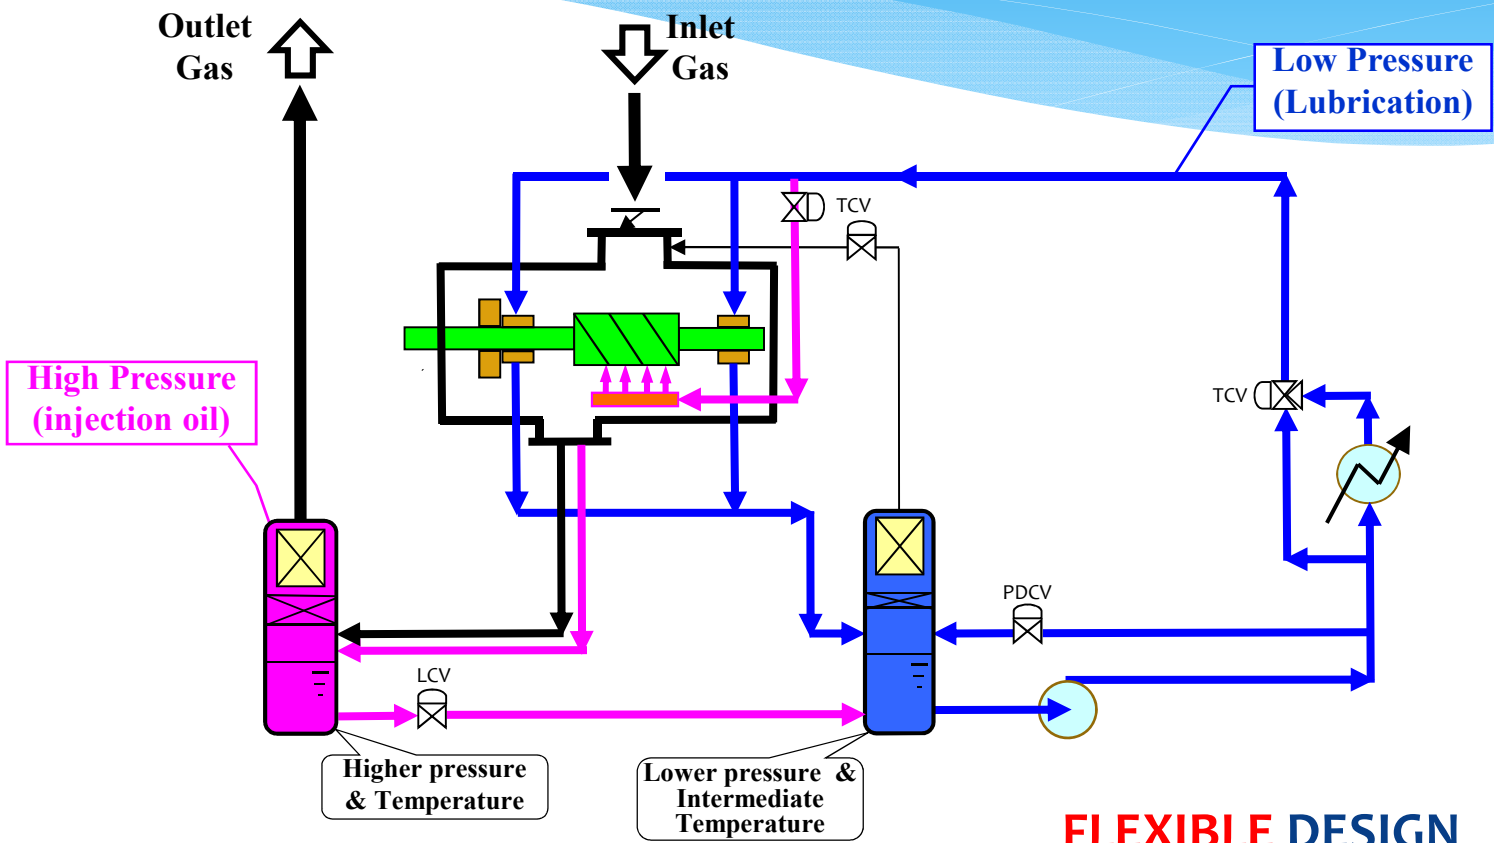 Outlet
Gas
Inlet
Gas
Low Pressure
(Lubrication)
TCV
High Pressure
(injection oil)
TCV
PDCV
LCV
Higher pressure
& Temperature
Lower pressure &
Intermediate
Temperature
FLEXIBLE DESIGN